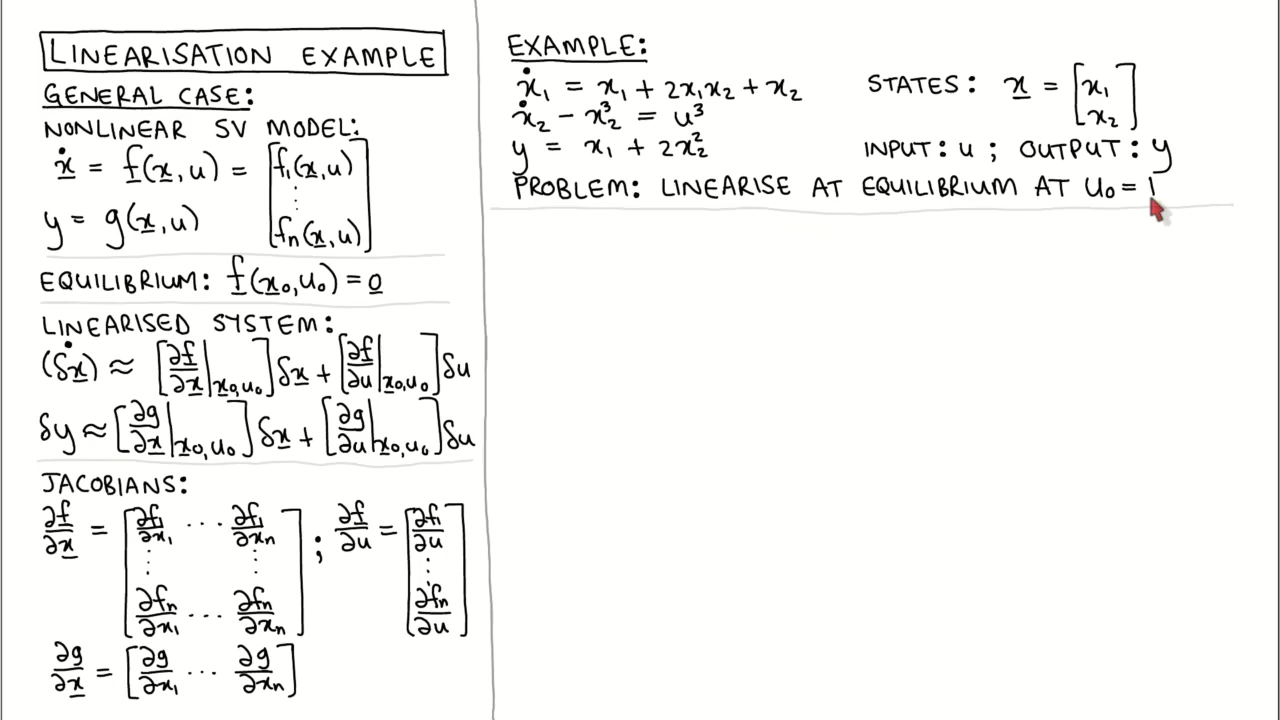 LINEARISATION EXAMPLE
GENERAL CASE:
NONLINEAR SV MODEL:
ẋ = f(x, u) = [f₁(x, u) ⋮ fₙ(x, u)]
y = g(x, u)
EQUILIBRIUM: f(x₀, u₀) = 0
LINEARISED SYSTEM:
(δẋ) ≈ [∂f/∂x|x₀,u₀] δx + [∂f/∂u|x₀,u₀] δu
δy ≈ [∂g/∂x|x₀,u₀] δx + [∂g/∂u|x₀,u₀] δu
JACOBIANS:
∂f/∂x = [∂f₁/∂x₁ ⋯ ∂f₁/∂xₙ ⋮ ⋮ ∂fₙ/∂x₁ ⋯ ∂fₙ/∂xₙ] ; ∂f/∂u = [∂f₁/∂u ⋮ ∂fₙ/∂u]
∂g/∂x = [∂g/∂x₁ ⋯ ∂g/∂xₙ]
EXAMPLE:
ẋ₁ = x₁ + 2x₁x₂ + x₂ STATES: x = [x₁ x₂]
ẋ₂ − x₂³ = u³
y = x₁ + 2x₂² INPUT: u ; OUTPUT: y
PROBLEM: LINEARISE AT EQUILIBRIUM AT u₀ = 1